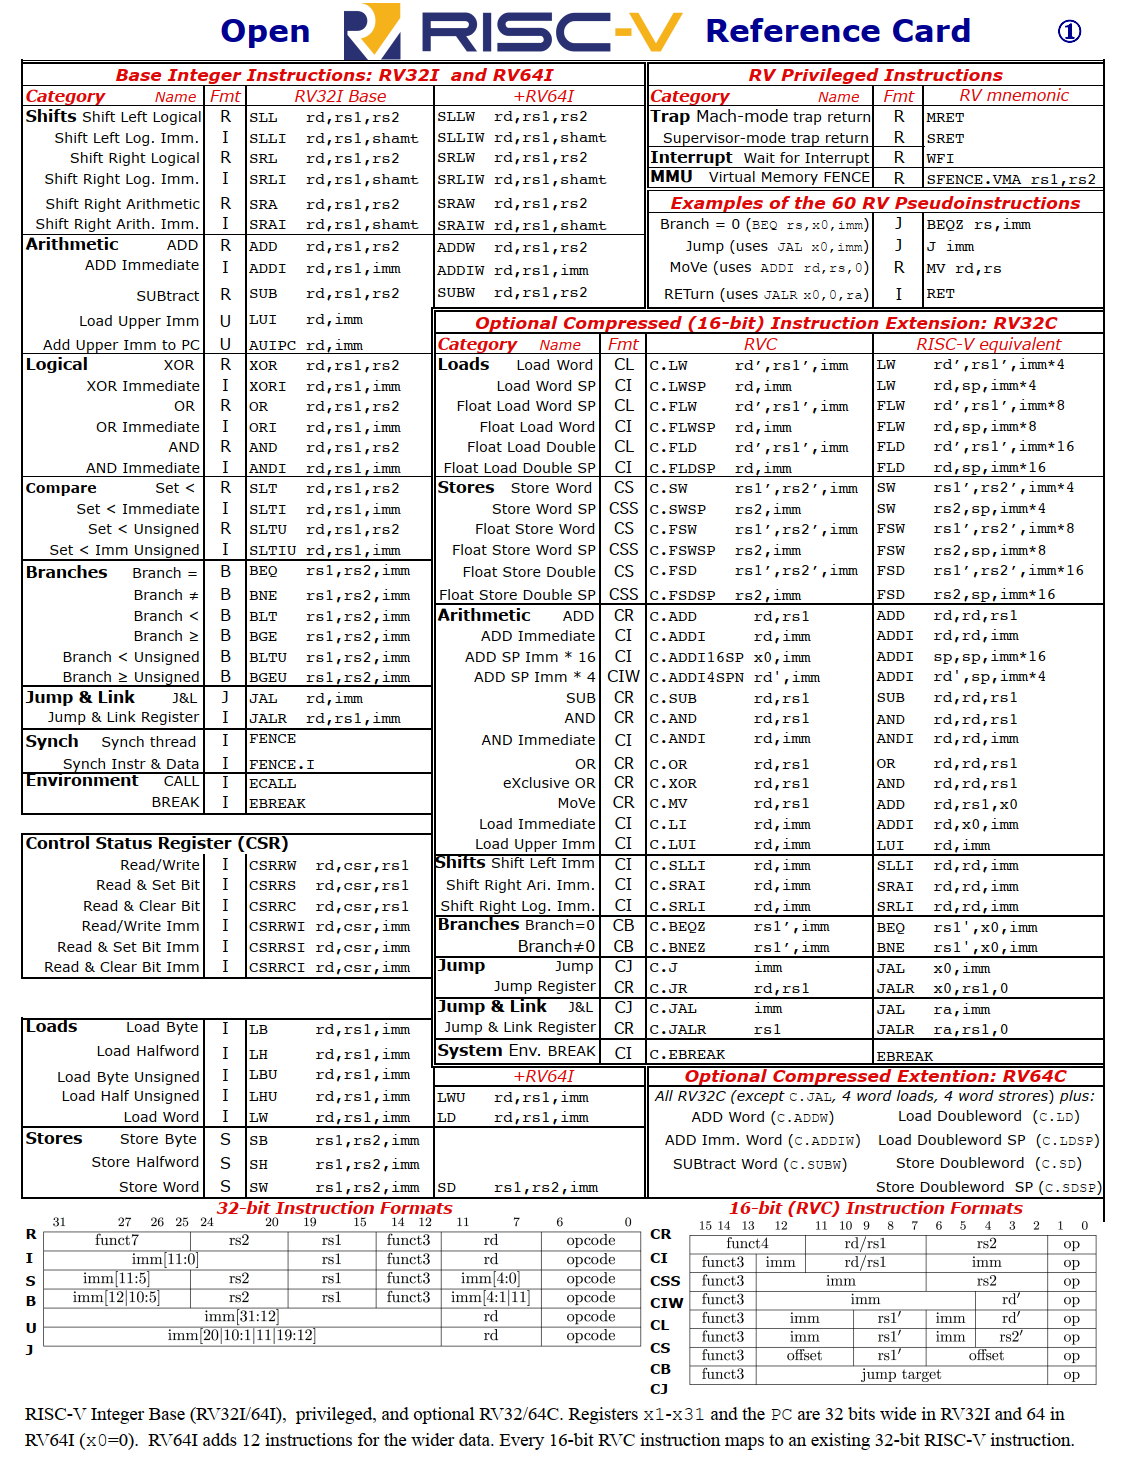 Open RISC-V Reference Card ①
Base Integer Instructions: RV32I and RV64I
Category Name Fmt RV32I Base +RV64I
Shifts Shift Left Logical R SLL rd,rs1,rs2 SLLW rd,rs1,rs2
Shift Left Log. Imm. I SLLI rd,rs1,shamt SLLIW rd,rs1,shamt
Shift Right Logical R SRL rd,rs1,rs2 SRLW rd,rs1,rs2
Shift Right Log. Imm. I SRLI rd,rs1,shamt SRLIW rd,rs1,shamt
Shift Right Arithmetic R SRA rd,rs1,rs2 SRAW rd,rs1,rs2
Shift Right Arith. Imm. I SRAI rd,rs1,shamt SRAIW rd,rs1,shamt
Arithmetic ADD R ADD rd,rs1,rs2 ADDW rd,rs1,rs2
ADD Immediate I ADDI rd,rs1,imm ADDIW rd,rs1,imm
SUBtract R SUB rd,rs1,rs2 SUBW rd,rs1,rs2
Load Upper Imm U LUI rd,imm
Add Upper Imm to PC U AUIPC rd,imm
Logical XOR R XOR rd,rs1,rs2
XOR Immediate I XORI rd,rs1,imm
OR R OR rd,rs1,rs2
OR Immediate I ORI rd,rs1,imm
AND R AND rd,rs1,rs2
AND Immediate I ANDI rd,rs1,imm
Compare Set < R SLT rd,rs1,rs2
Set < Immediate I SLTI rd,rs1,imm
Set < Unsigned R SLTU rd,rs1,rs2
Set < Imm Unsigned I SLTIU rd,rs1,imm
Branches Branch = B BEQ rs1,rs2,imm
Branch ≠ B BNE rs1,rs2,imm
Branch < B BLT rs1,rs2,imm
Branch ≥ B BGE rs1,rs2,imm
Branch < Unsigned B BLTU rs1,rs2,imm
Branch ≥ Unsigned B BGEU rs1,rs2,imm
Jump & Link J&L J JAL rd,imm
Jump & Link Register I JALR rd,rs1,imm
Synch Synch thread I FENCE
Synch Instr & Data I FENCE.I
Environment CALL I ECALL
BREAK I EBREAK
Control Status Register (CSR)
Read/Write I CSRRW rd,csr,rs1
Read & Set Bit I CSRRS rd,csr,rs1
Read & Clear Bit I CSRRC rd,csr,rs1
Read/Write Imm I CSRRWI rd,csr,imm
Read & Set Bit Imm I CSRRSI rd,csr,imm
Read & Clear Bit Imm I CSRRCI rd,csr,imm
Loads Load Byte I LB rd,rs1,imm
Load Halfword I LH rd,rs1,imm
Load Byte Unsigned I LBU rd,rs1,imm +RV64I
Load Half Unsigned I LHU rd,rs1,imm LWU rd,rs1,imm
Load Word I LW rd,rs1,imm LD rd,rs1,imm
Stores Store Byte S SB rs1,rs2,imm
Store Halfword S SH rs1,rs2,imm
Store Word S SW rs1,rs2,imm SD rs1,rs2,imm
RV Privileged Instructions
Category Name Fmt RV mnemonic
Trap Mach-mode trap return R MRET
Supervisor-mode trap return R SRET
Interrupt Wait for Interrupt R WFI
MMU Virtual Memory FENCE R SFENCE.VMA rs1,rs2
Examples of the 60 RV Pseudoinstructions
Branch = 0 (BEQ rs,x0,imm) J BEQZ rs,imm
Jump (uses JAL x0,imm) J J imm
MoVe (uses ADDI rd,rs,0) R MV rd,rs
RETurn (uses JALR x0,0,ra) I RET
Optional Compressed (16-bit) Instruction Extension: RV32C
Category Name Fmt RVC RISC-V equivalent
Loads Load Word CL C.LW rd’,rs1’,imm LW rd’,rs1’,imm*4
Load Word SP CI C.LWSP rd,imm LW rd,sp,imm*4
Float Load Word SP CL C.FLW rd’,rs1’,imm FLW rd’,rs1’,imm*8
Float Load Word CI C.FLWSP rd,imm FLW rd,sp,imm*8
Float Load Double CL C.FLD rd’,rs1’,imm FLD rd’,rs1’,imm*16
Float Load Double SP CI C.FLDSP rd,imm FLD rd,sp,imm*16
Stores Store Word CS C.SW rs1’,rs2’,imm SW rs1’,rs2’,imm*4
Store Word SP CSS C.SWSP rs2,imm SW rs2,sp,imm*4
Float Store Word CS C.FSW rs1’,rs2’,imm FSW rs1’,rs2’,imm*8
Float Store Word SP CSS C.FSWSP rs2,imm FSW rs2,sp,imm*8
Float Store Double CS C.FSD rs1’,rs2’,imm FSD rs1’,rs2’,imm*16
Float Store Double SP CSS C.FSDSP rs2,imm FSD rs2,sp,imm*16
Arithmetic ADD CR C.ADD rd,rs1 ADD rd,rd,rs1
ADD Immediate CI C.ADDI rd,imm ADDI rd,rd,imm
ADD SP Imm * 16 CI C.ADDI16SP x0,imm ADDI sp,sp,imm*16
ADD SP Imm * 4 CIW C.ADDI4SPN rd',imm ADDI rd',sp,imm*4
SUB CR C.SUB rd,rs1 SUB rd,rd,rs1
AND CR C.AND rd,rs1 AND rd,rd,rs1
AND Immediate CI C.ANDI rd,imm ANDI rd,rd,imm
OR CR C.OR rd,rs1 OR rd,rd,rs1
eXclusive OR CR C.XOR rd,rs1 AND rd,rd,rs1
MoVe CR C.MV rd,rs1 ADD rd,rs1,x0
Load Immediate CI C.LI rd,imm ADDI rd,x0,imm
Load Upper Imm CI C.LUI rd,imm LUI rd,imm
Shifts Shift Left Imm CI C.SLLI rd,imm SLLI rd,rd,imm
Shift Right Ari. Imm. CI C.SRAI rd,imm SRAI rd,rd,imm
Shift Right Log. Imm. CI C.SRLI rd,imm SRLI rd,rd,imm
Branches Branch=0 CB C.BEQZ rs1’,imm BEQ rs1',x0,imm
Branch≠0 CB C.BNEZ rs1’,imm BNE rs1',x0,imm
Jump Jump CJ C.J imm JAL x0,imm
Jump Register CR C.JR rd,rs1 JALR x0,rs1,0
Jump & Link J&L CJ C.JAL imm JAL ra,imm
Jump & Link Register CR C.JALR rs1 JALR ra,rs1,0
System Env. BREAK CI C.EBREAK EBREAK
Optional Compressed Extention: RV64C
All RV32C (except C.JAL, 4 word loads, 4 word strores) plus:
ADD Word (C.ADDW) Load Doubleword (C.LD)
ADD Imm. Word (C.ADDIW) Load Doubleword SP (C.LDSP)
SUBtract Word (C.SUBW) Store Doubleword (C.SD)
Store Doubleword SP (C.SDSP)
32-bit Instruction Formats
31 27 26 25 24 20 19 15 14 12 11 7 6 0
R funct7 rs2 rs1 funct3 rd opcode
I imm[11:0] rs1 funct3 rd opcode
S imm[11:5] rs2 rs1 funct3 imm[4:0] opcode
B imm[12|10:5] rs2 rs1 funct3 imm[4:1|11] opcode
U imm[31:12] rd opcode
J imm[20|10:1|11|19:12] rd opcode
16-bit (RVC) Instruction Formats
15 14 13 12 11 10 9 8 7 6 5 4 3 2 1 0
CR funct4 rd/rs1 rs2 op
CI funct3 imm rd/rs1 imm op
CSS funct3 imm rs2 op
CIW funct3 imm rd′ op
CL funct3 imm rs1′ imm rd′ op
CS funct3 imm rs1′ imm rs2′ op
CB funct3 offset rs1′ offset op
CJ funct3 jump target op
RISC-V Integer Base (RV32I/64I), privileged, and optional RV32/64C. Registers x1-x31 and the PC are 32 bits wide in RV32I and 64 in
RV64I (x0=0). RV64I adds 12 instructions for the wider data. Every 16-bit RVC instruction maps to an existing 32-bit RISC-V instruction.